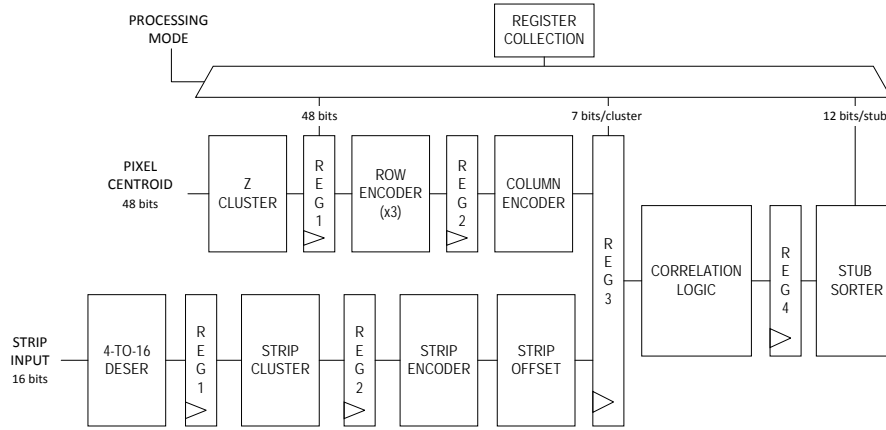 PROCESSING
MODE
REGISTER
COLLECTION
48 bits
7 bits/cluster
12 bits/stub
PIXEL
CENTROID
48 bits
Z
CLUSTER
R
E
G
1
ROW
ENCODER
(x3)
R
E
G
2
COLUMN
ENCODER
R
E
G
3
CORRELATION
LOGIC
R
E
G
4
STUB
SORTER
STRIP
INPUT
16 bits
4-TO-16
DESER
R
E
G
1
STRIP
CLUSTER
R
E
G
2
STRIP
ENCODER
STRIP
OFFSET